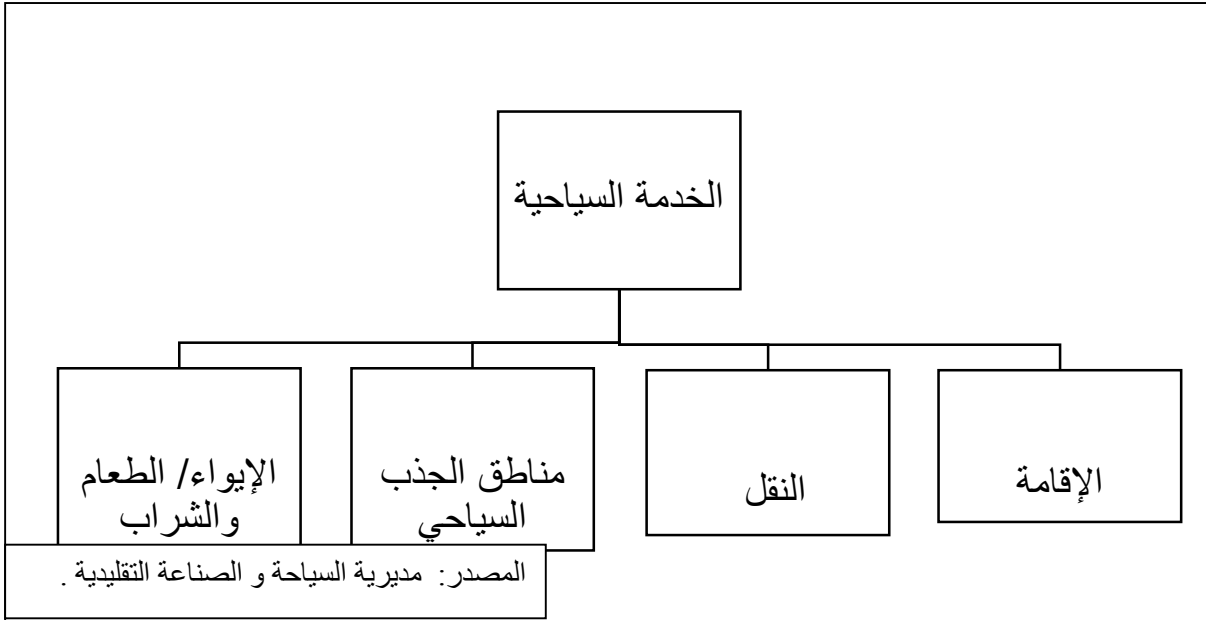 الخدمة السياحية
الإقامة
النقل
مناطق الجذب
السياحي
الإيواء/ الطعام
والشراب
المصدر: مديرية السياحة و الصناعة التقليدية .